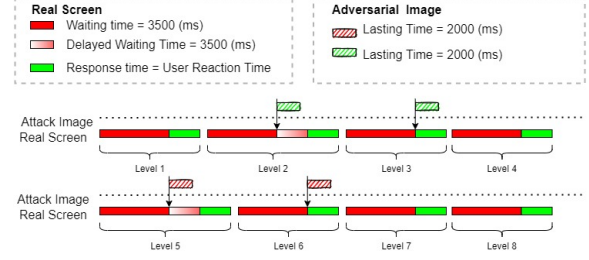 Real Screen
Waiting time = 3500 (ms)
Delayed Waiting Time = 3500 (ms)
Response time = User Reaction Time
Adversarial Image
Lasting Time = 2000 (ms)
Lasting Time = 2000 (ms)
Attack Image
Real Screen
Level 1
Level 2
Level 3
Level 4
Attack Image
Real Screen
Level 5
Level 6
Level 7
Level 8